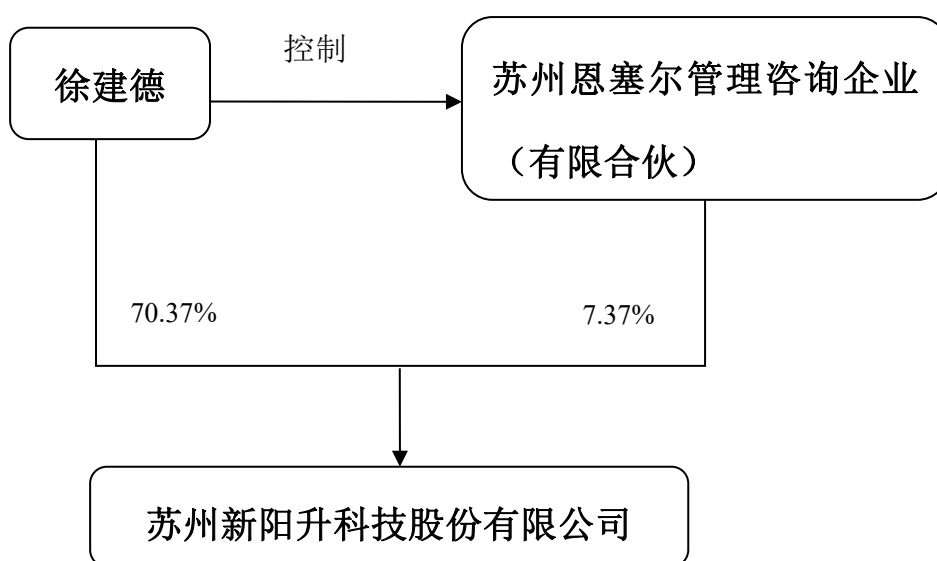 控制
徐建德
苏州恩塞尔管理咨询企业
（有限合伙）
70.37%
7.37%
苏州新阳升科技股份有限公司